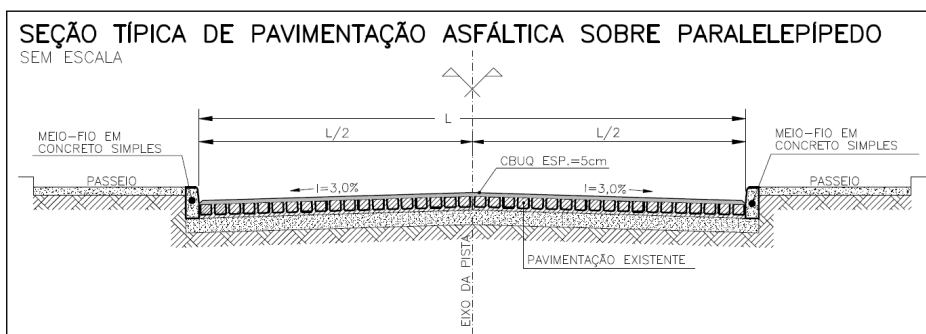 SEÇÃO TÍPICA DE PAVIMENTAÇÃO ASFÁLTICA SOBRE PARALELEPÍPEDO
SEM ESCALA
L
L/2
L/2
MEIO-FIO EM
CONCRETO SIMPLES
MEIO-FIO EM
CONCRETO SIMPLES
CBUQ ESP.=5cm
PASSEIO
I=3,0%
I=3,0%
PASSEIO
PAVIMENTAÇÃO EXISTENTE
EIXO DA PISTA